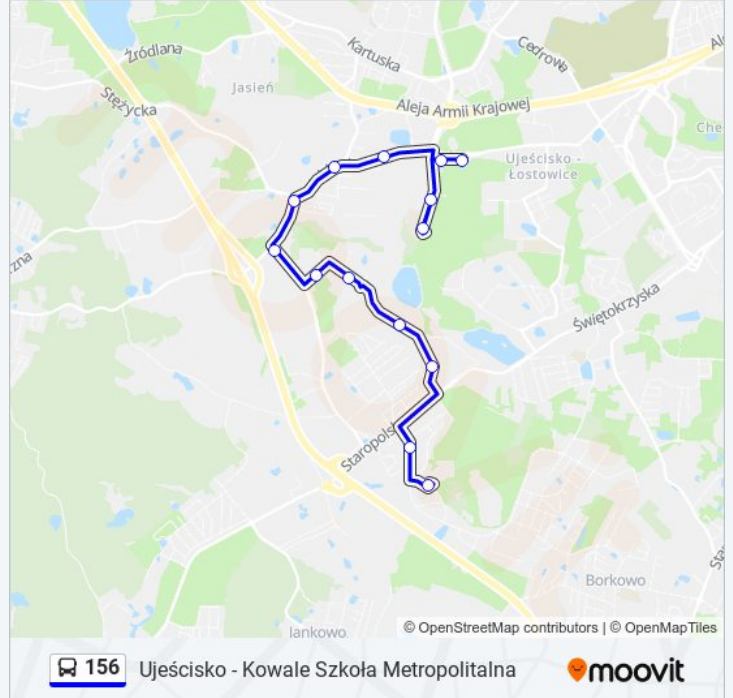 Źródlana
Kartuska
Cedrowa
Stężycka
Jasień
Aleja Armii Krajowej
Ujeścisko -
Łostowice
Świętokrzyska
Staropols
Borkowo
Jankowo
© OpenStreetMap contributors | © OpenMapTiles
156 Ujeścisko - Kowale Szkoła Metropolitalna
moovit